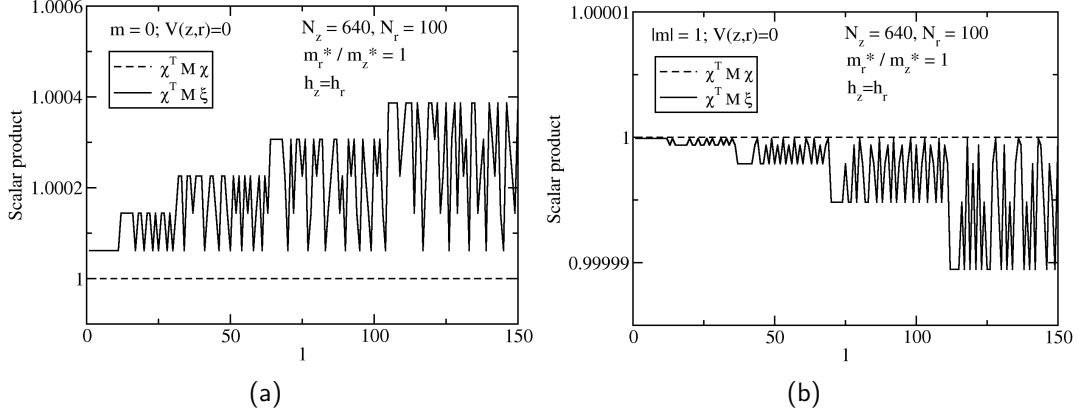 1.0006
m = 0; V(z,r)=0
N_z = 640, N_r = 100
m_r* / m_z* = 1
h_z=h_r
χ^T M χ
χ^T M ξ
1.0004
1.0002
1
Scalar product
0 50 100 150
l
(a)
1.00001
|m| = 1; V(z,r)=0
N_z = 640, N_r = 100
m_r* / m_z* = 1
h_z=h_r
χ^T M χ
χ^T M ξ
1
0.99999
Scalar product
0 50 100 150
l
(b)